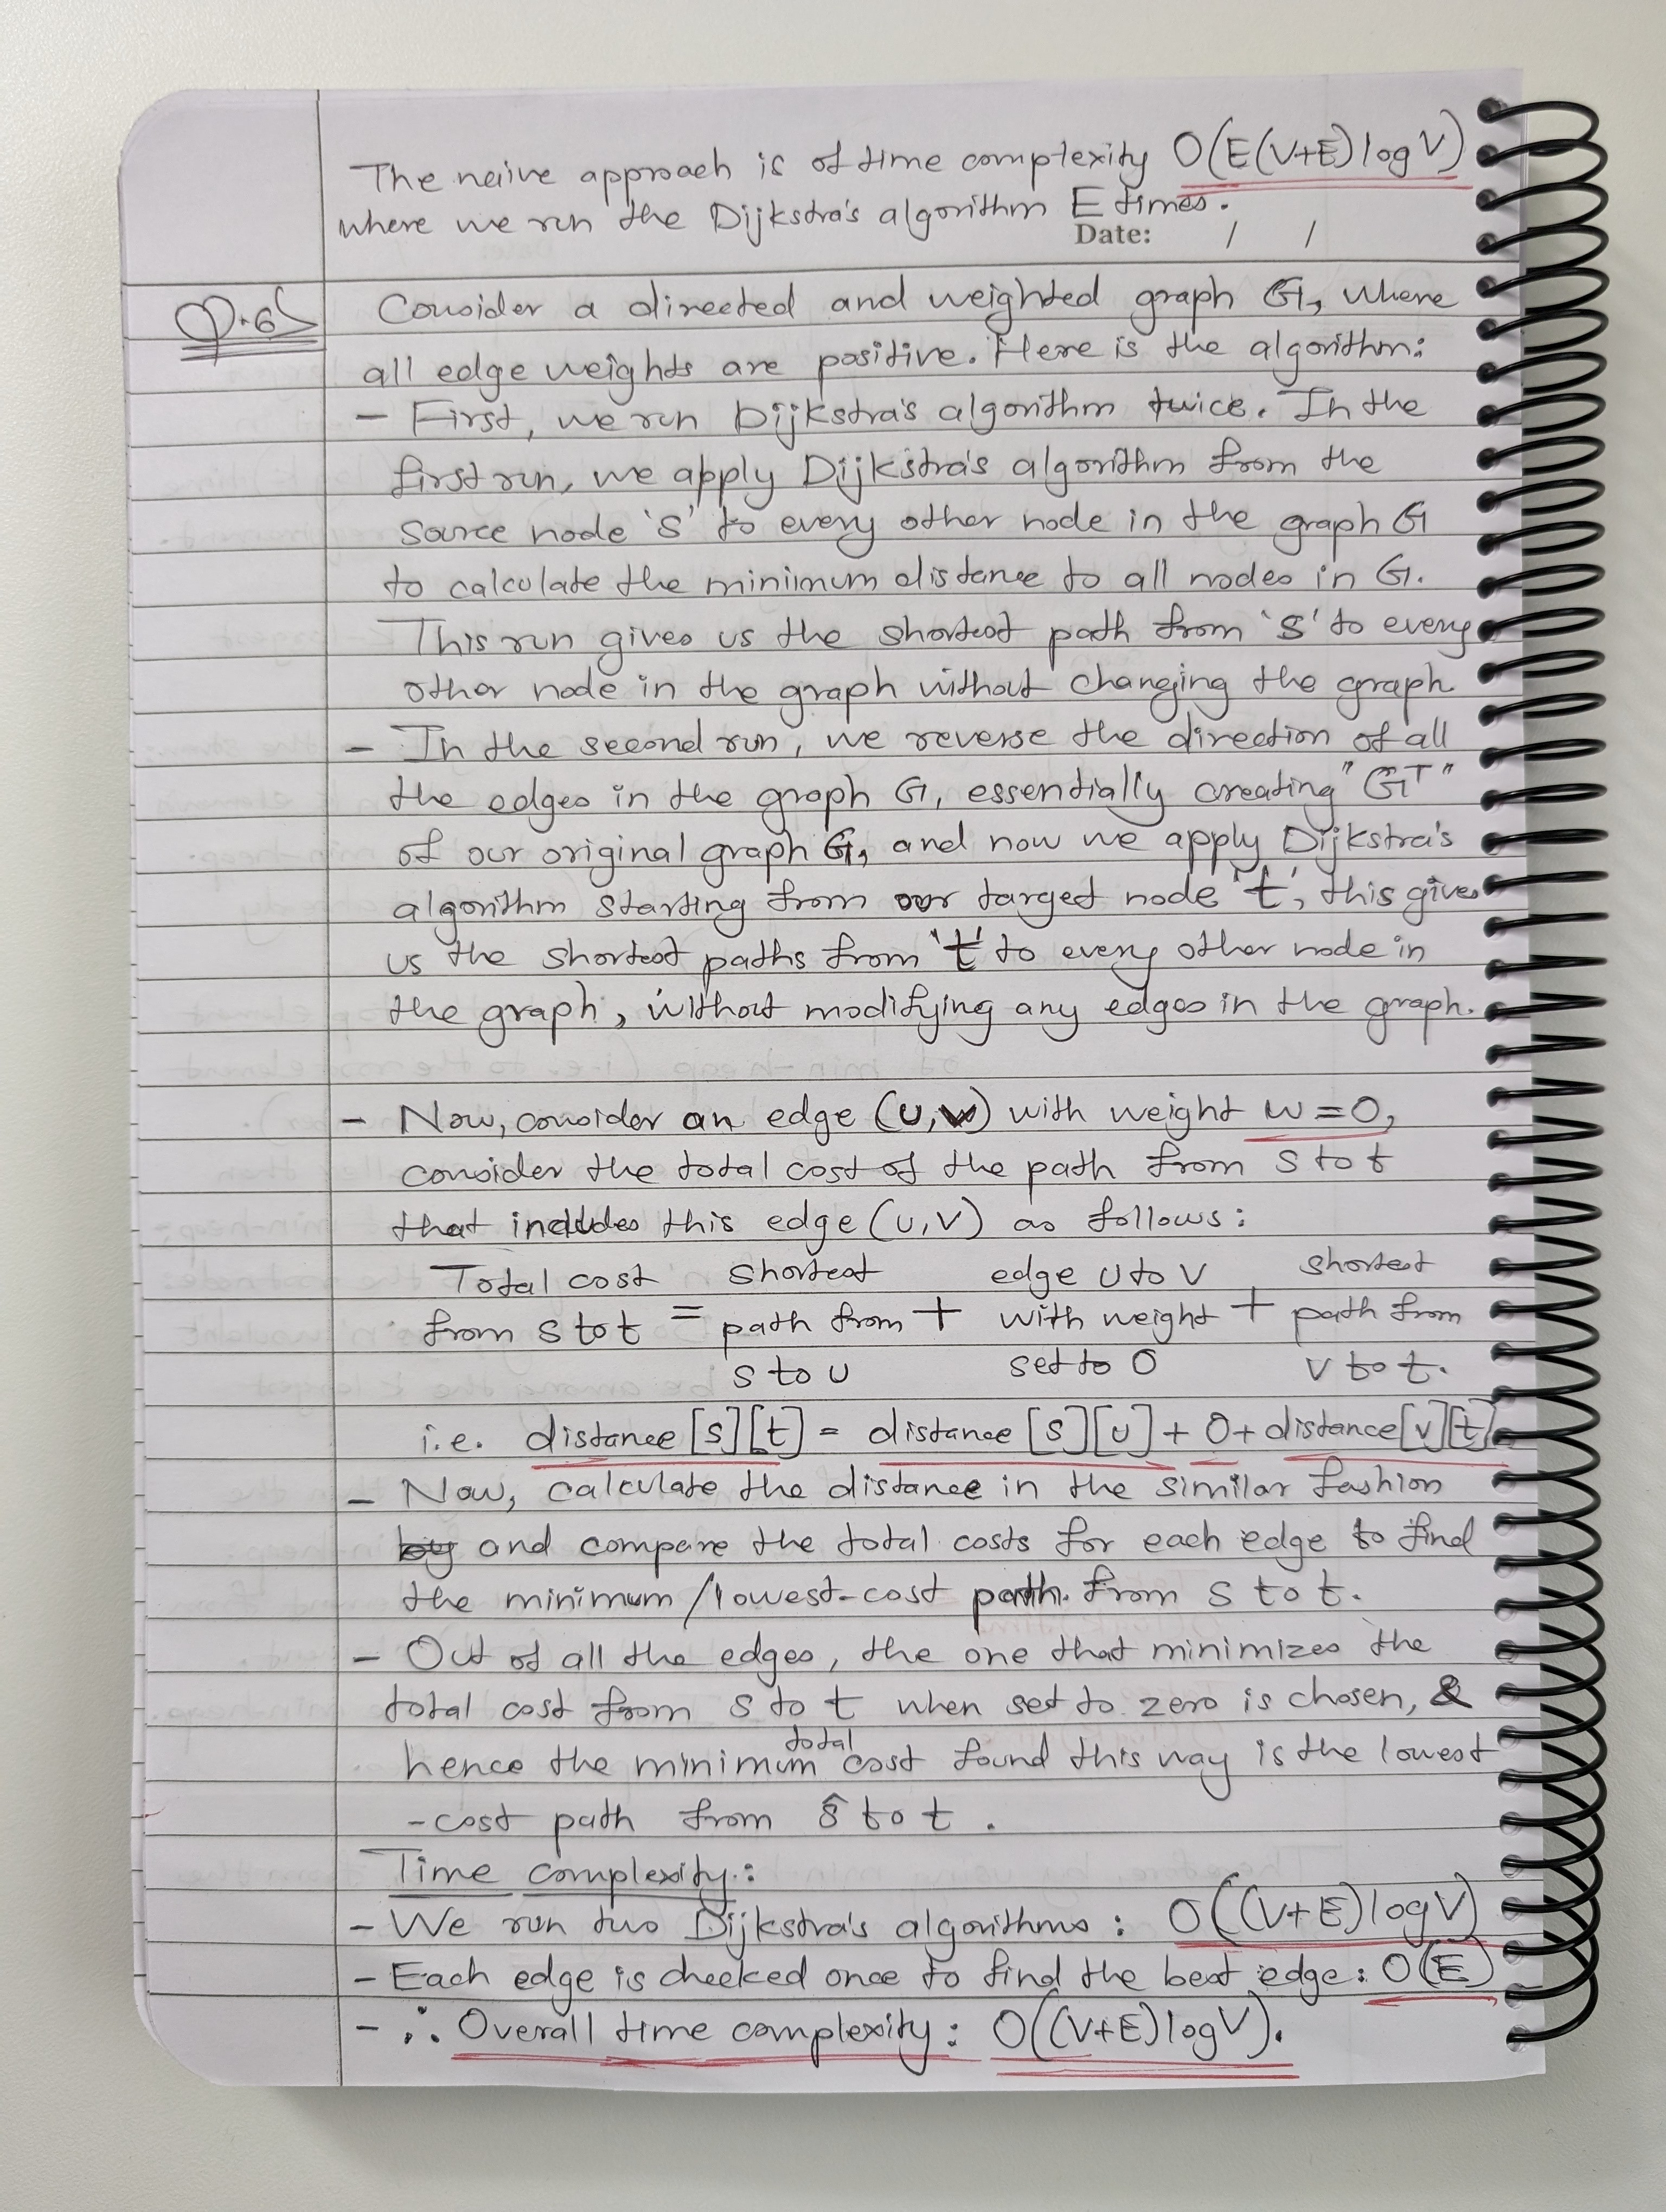 The naive approach is of time complexity O(E(V+E)logV)
where we run the Dijkstra's algorithm E times.
Date: / /
Q.6
Consider a directed and weighted graph G, where
all edge weights are positive. Here is the algorithm:
- First, we run Dijkstra's algorithm twice. In the
first run, we apply Dijkstra's algorithm from the
source node 's' to every other node in the graph G
to calculate the minimum distance to all nodes in G.
This run gives us the shortest path from 's' to every
other node in the graph without changing the graph.
- In the second run, we reverse the direction of all
the edges in the graph G, essentially creating "G^T"
of our original graph G, and now we apply Dijkstra's
algorithm starting from our target node 't', this gives
us the shortest paths from 't' to every other node in
the graph, without modifying any edges in the graph.
- Now, consider an edge (u,v) with weight w=0,
consider the total cost of the path from s to t
that includes this edge (u,v) as follows:
Total cost shortest edge u to v shortest
from s to t = path from + with weight + path from
s to u set to 0 v to t.
i.e. distance[s][t] = distance[s][u] + 0 + distance[v][t]
- Now, calculate the distance in the similar fashion
by and compare the total costs for each edge to find
the minimum/lowest-cost path from s to t.
- Out of all the edges, the one that minimizes the
total cost from s to t when set to zero is chosen, &
hence the minimum total cost found this way is the lowest
-cost path from s to t.
Time complexity:
- We run two Dijkstra's algorithms: O((V+E)logV)
- Each edge is checked once to find the best edge: O(E)
- ∴ Overall time complexity: O((V+E)logV).